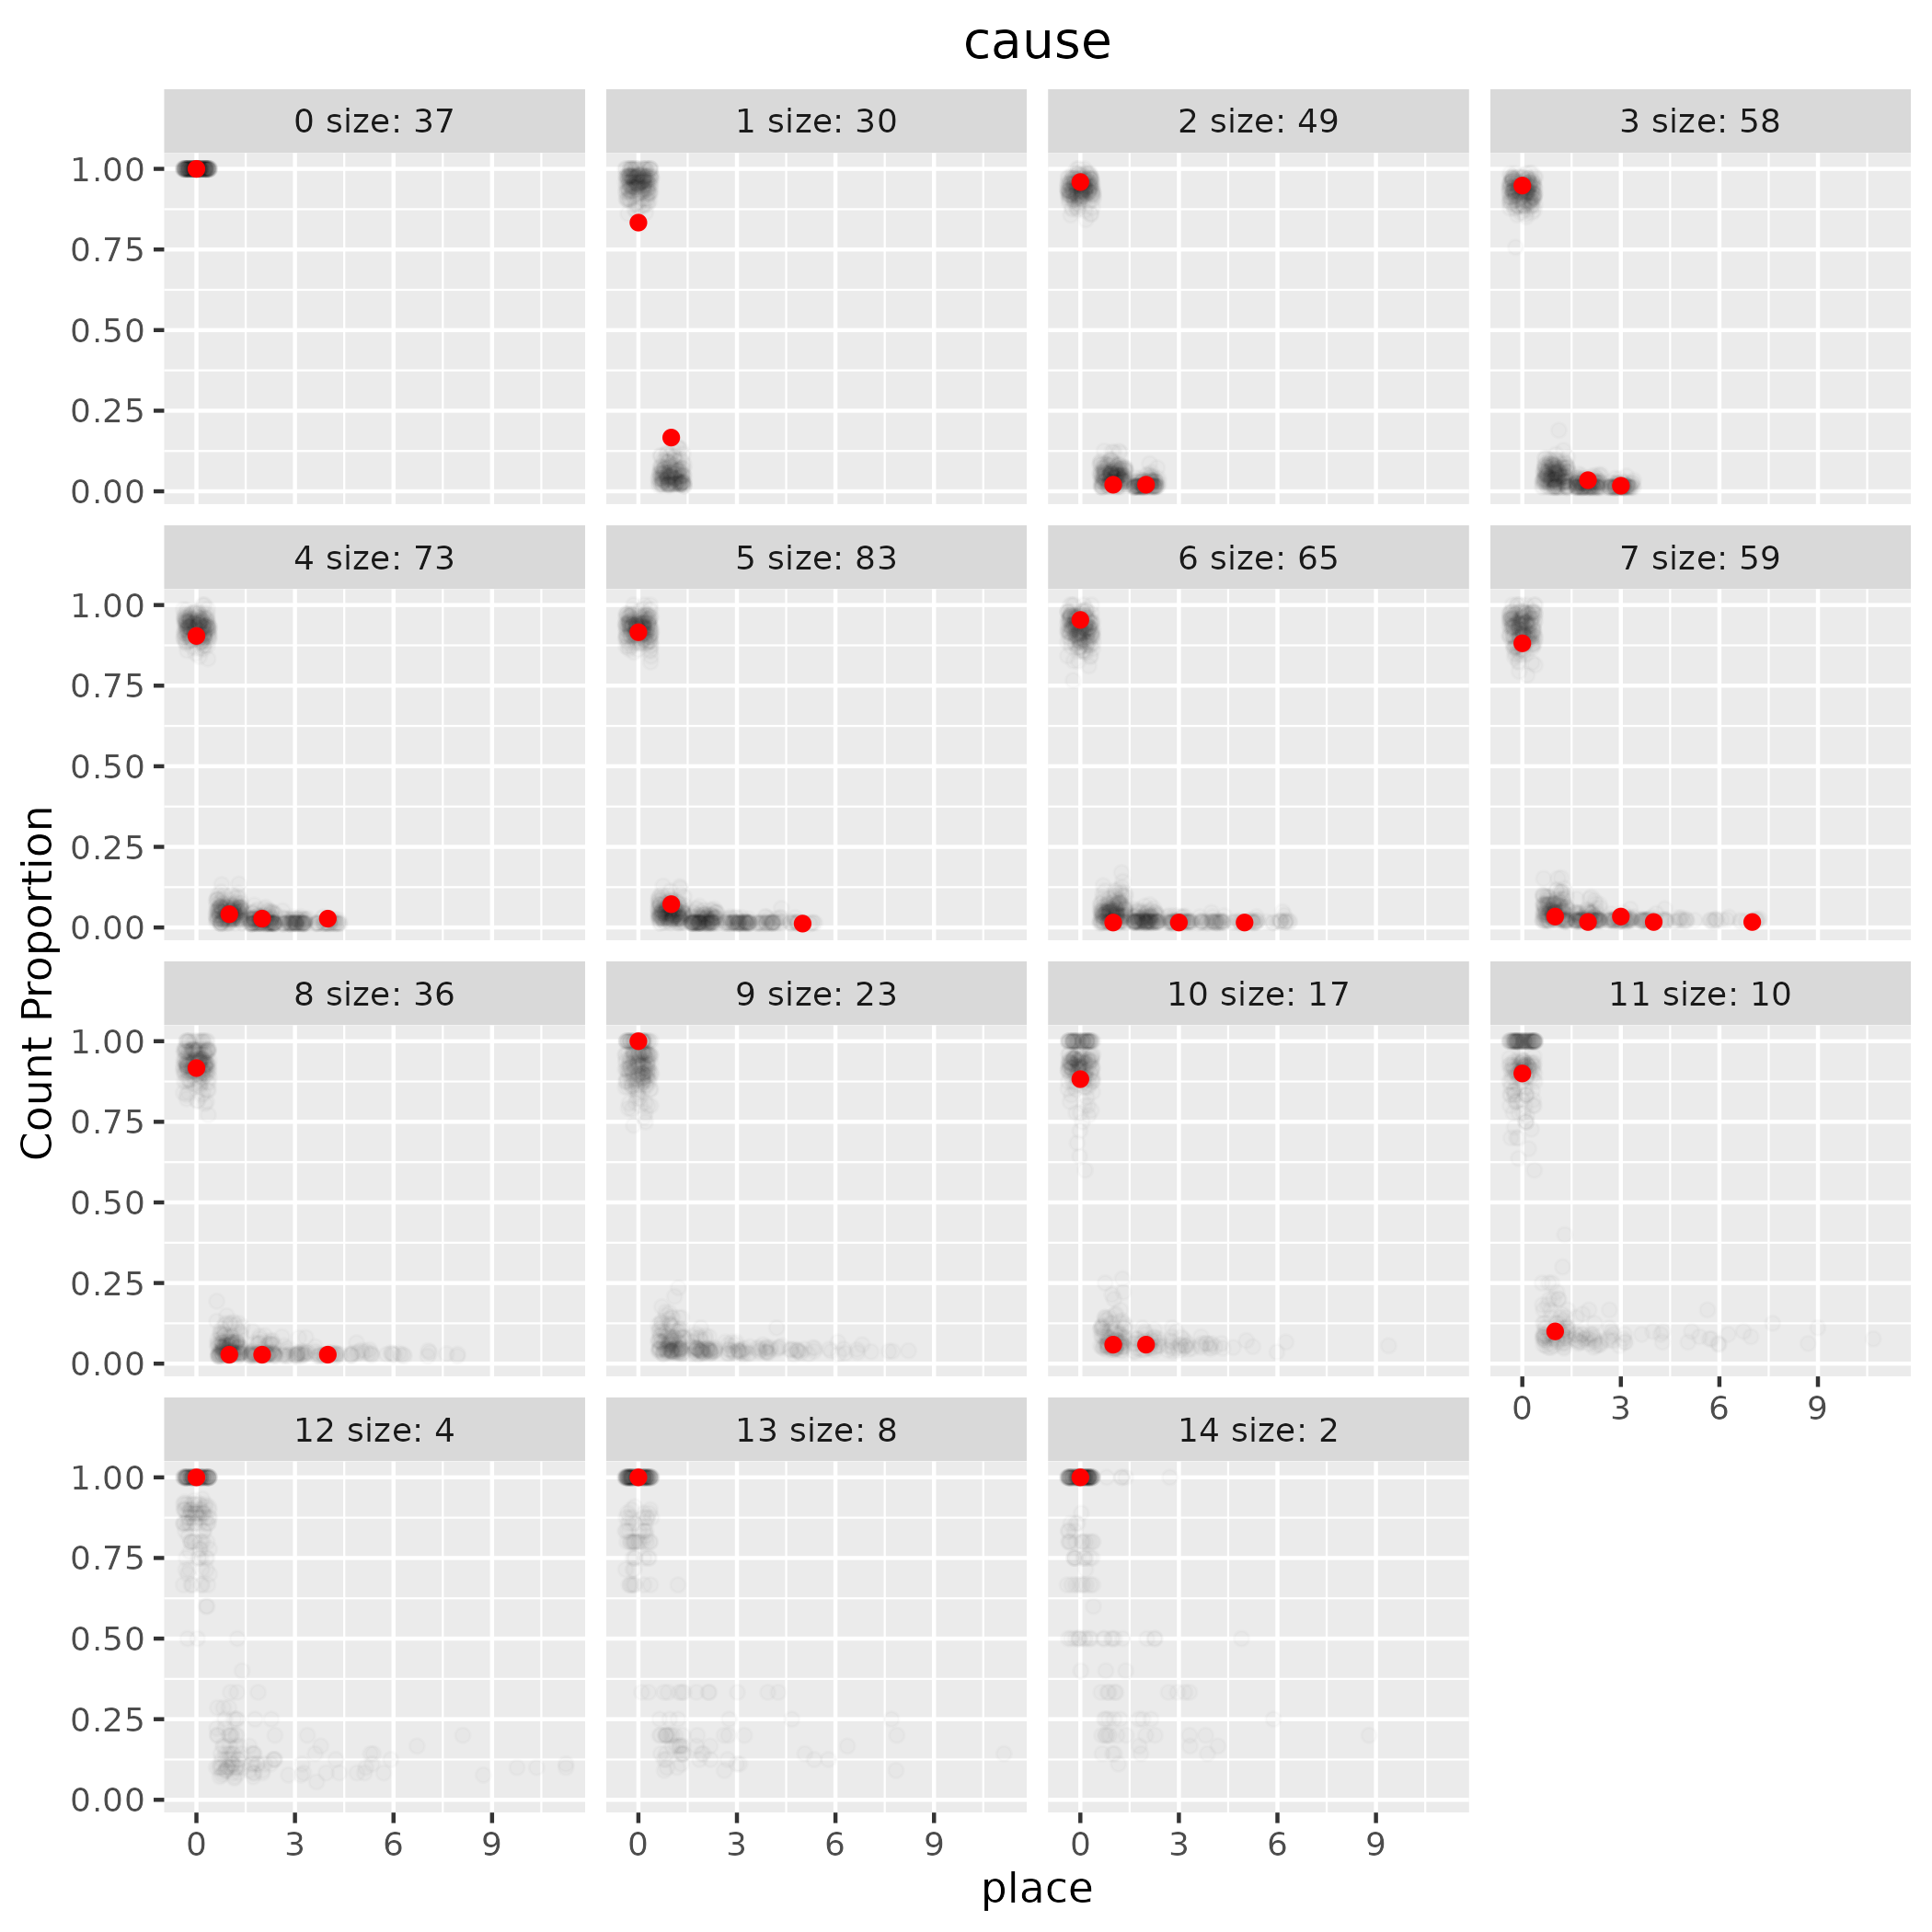 cause
0 size: 37
1 size: 30
2 size: 49
3 size: 58
1.00
0.75
0.50
0.25
0.00
4 size: 73
5 size: 83
6 size: 65
7 size: 59
1.00
0.75
0.50
0.25
0.00
8 size: 36
9 size: 23
10 size: 17
11 size: 10
1.00
0.75
0.50
0.25
0.00
0 3 6 9
12 size: 4
13 size: 8
14 size: 2
1.00
0.75
0.50
0.25
0.00
0 3 6 9
0 3 6 9
0 3 6 9
place
Count Proportion